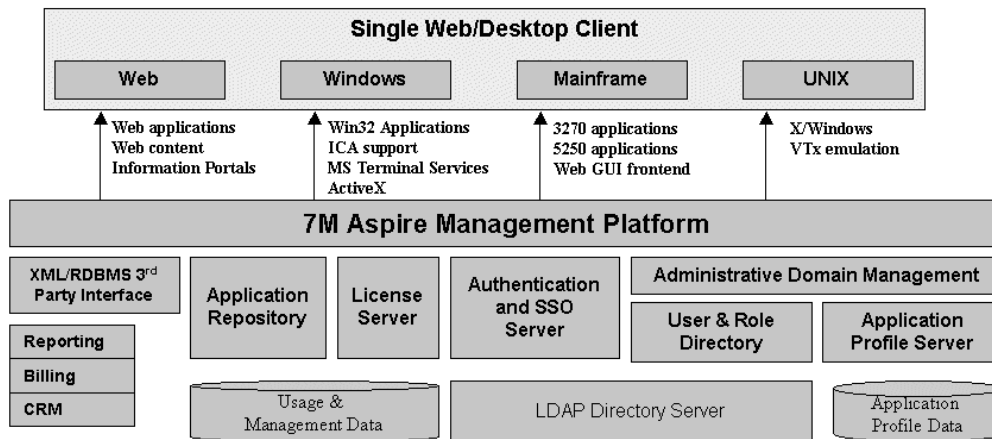 Single Web/Desktop Client
Web
Windows
Mainframe
UNIX
Web applications
Web content
Information Portals
Win32 Applications
ICA support
MS Terminal Services
ActiveX
3270 applications
5250 applications
Web GUI frontend
X/Windows
VTx emulation
7M Aspire Management Platform
XML/RDBMS 3rd
Party Interface
Application
Repository
License
Server
Authentication
and SSO
Server
Administrative Domain Management
User & Role
Directory
Application
Profile Server
Reporting
Billing
CRM
Usage &
Management Data
LDAP Directory Server
Application
Profile Data